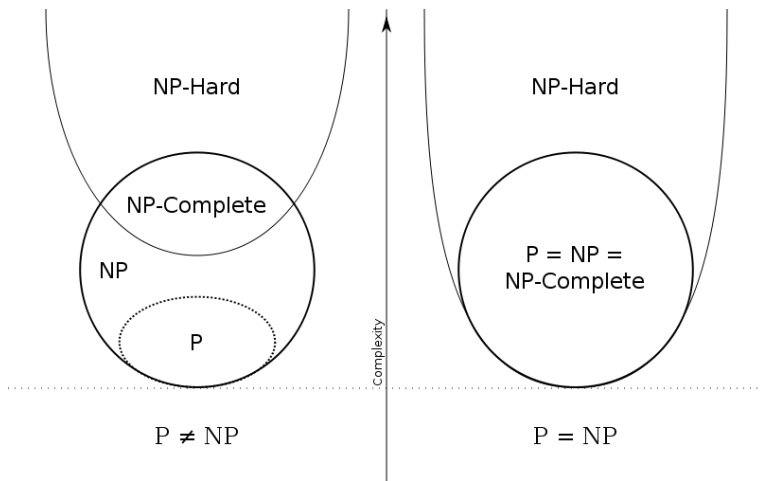 NP-Hard
NP-Complete
NP
P
P ≠ NP
Complexity
NP-Hard
P = NP =
NP-Complete
P = NP